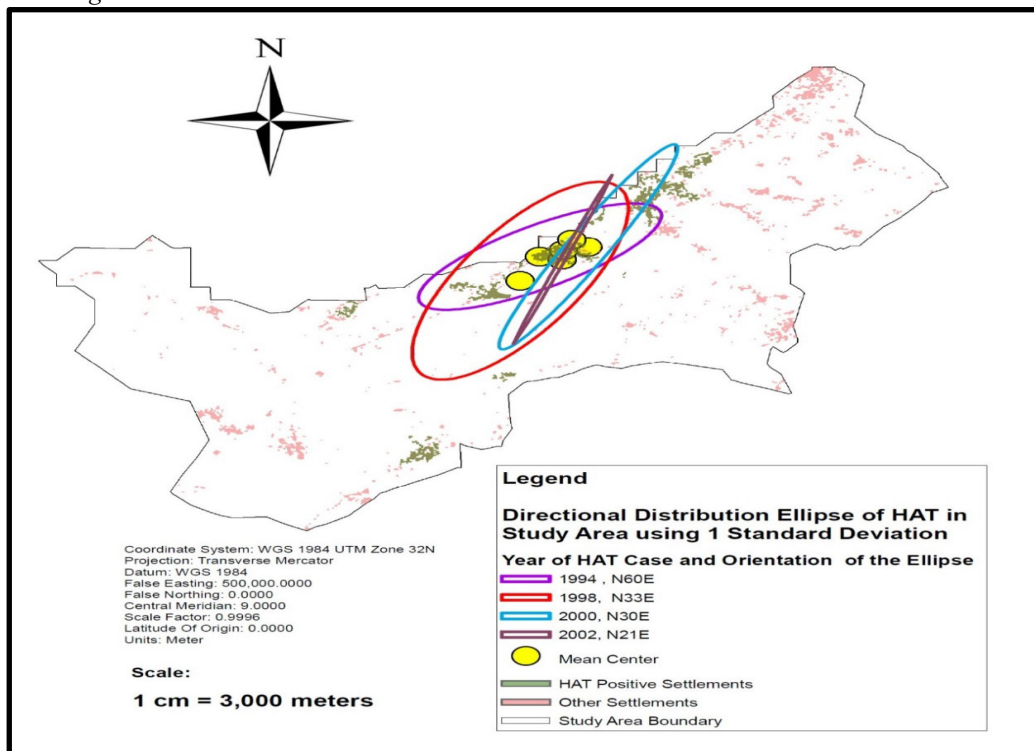 N
Coordinate System: WGS 1984 UTM Zone 32N
Projection: Transverse Mercator
Datum: WGS 1984
False Easting: 500,000.0000
False Northing: 0.0000
Central Meridian: 9.0000
Scale Factor: 0.9996
Latitude Of Origin: 0.0000
Units: Meter
Scale:
1 cm = 3,000 meters
Legend
Directional Distribution Ellipse of HAT in
Study Area using 1 Standard Deviation
Year of HAT Case and Orientation of the Ellipse
1994 , N60E
1998, N33E
2000, N30E
2002, N21E
Mean Center
HAT Positive Settlements
Other Settlements
Study Area Boundary